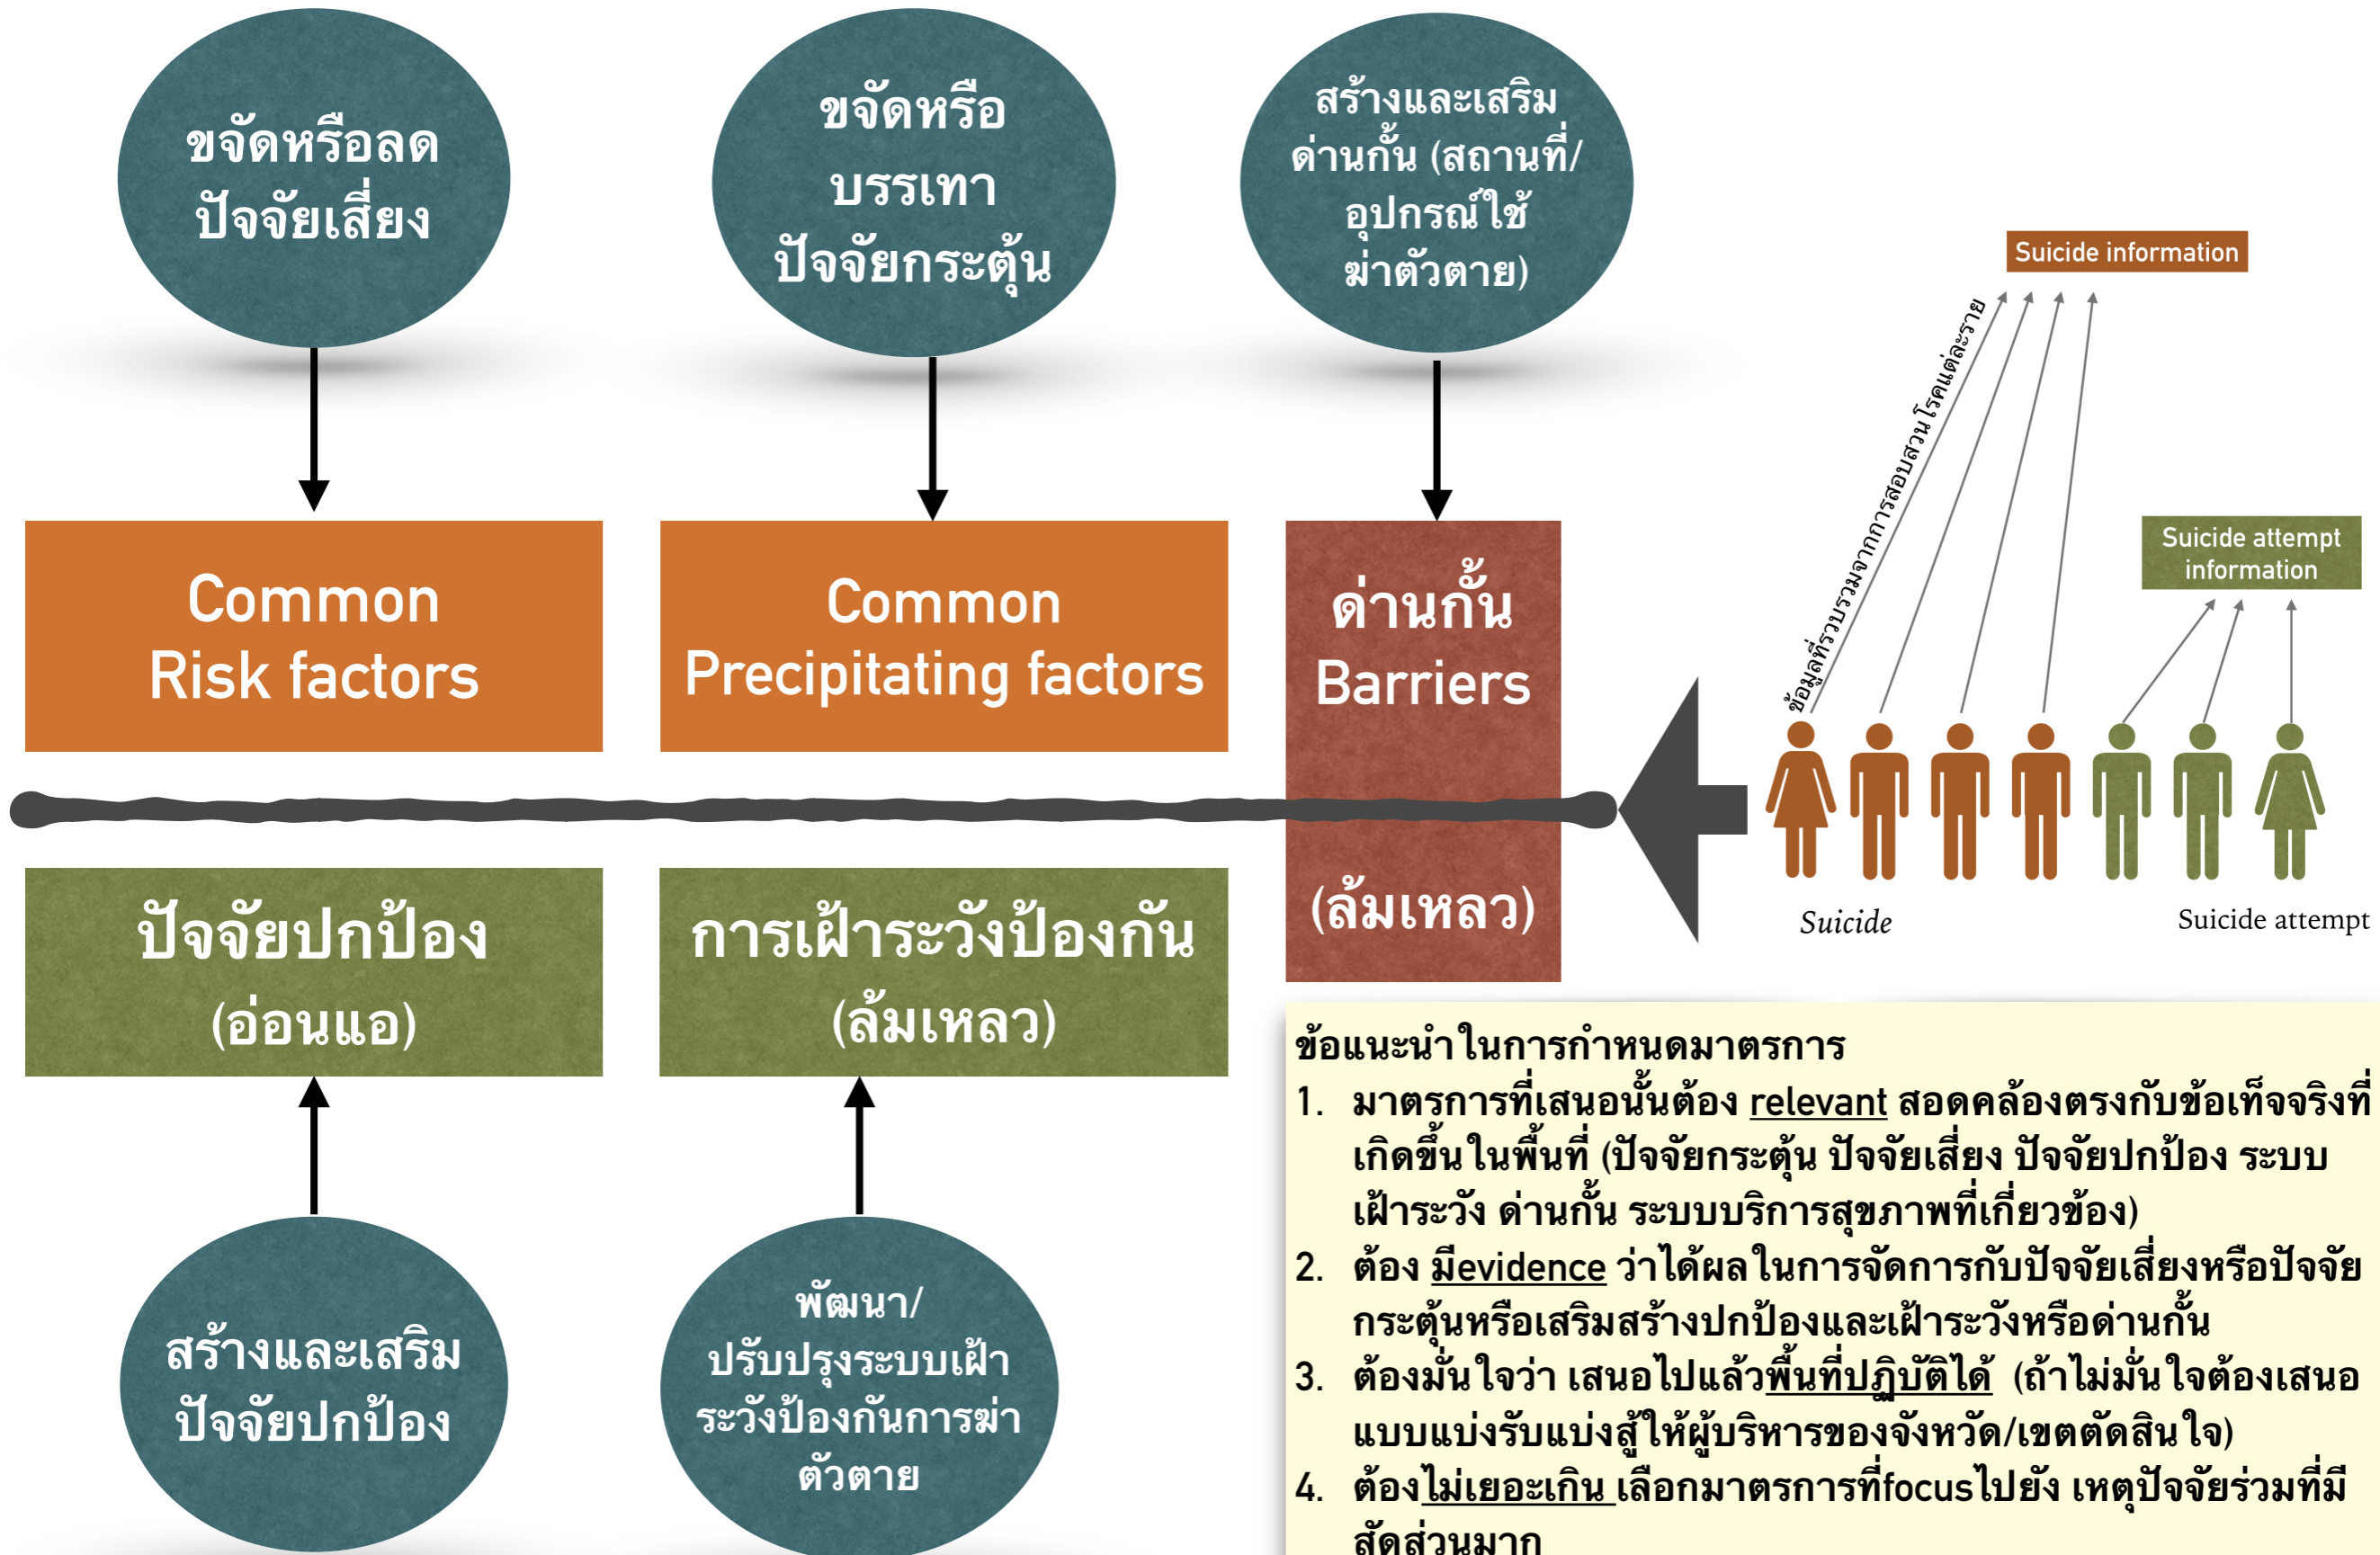 ขจัดหรือลด
ปัจจัยเสี่ยง
ขจัดหรือ
บรรเทา
ปัจจัยกระตุ้น
สร้างและเสริม
ด่านกั้น (สถานที่/
อุปกรณ์ใช้
ฆ่าตัวตาย)
Suicide information
ข้อมูลที่รวบรวมจากการสอบสวนโรคแต่ละราย
Suicide attempt
information
Common
Risk factors
Common
Precipitating factors
ด่านกั้น
Barriers
(ล้มเหลว)
Suicide
Suicide attempt
ปัจจัยปกป้อง
(อ่อนแอ)
การเฝ้าระวังป้องกัน
(ล้มเหลว)
สร้างและเสริม
ปัจจัยปกป้อง
พัฒนา/
ปรับปรุงระบบเฝ้า
ระวังป้องกันการฆ่า
ตัวตาย
ข้อแนะนำในการกำหนดมาตรการ
1. มาตรการที่เสนอนั้นต้อง relevant สอดคล้องตรงกับข้อเท็จจริงที่
เกิดขึ้นในพื้นที่ (ปัจจัยกระตุ้น ปัจจัยเสี่ยง ปัจจัยปกป้อง ระบบ
เฝ้าระวัง ด่านกั้น ระบบบริการสุขภาพที่เกี่ยวข้อง)
2. ต้อง มีevidence ว่าได้ผลในการจัดการกับปัจจัยเสี่ยงหรือปัจจัย
กระตุ้นหรือเสริมสร้างปกป้องและเฝ้าระวังหรือด่านกั้น
3. ต้องมั่นใจว่า เสนอไปแล้วพื้นที่ปฏิบัติได้ (ถ้าไม่มั่นใจต้องเสนอ
แบบแบ่งรับแบ่งสู้ให้ผู้บริหารของจังหวัด/เขตตัดสินใจ)
4. ต้องไม่เยอะเกิน เลือกมาตรการที่focusไปยัง เหตุปัจจัยร่วมที่มี
สัดส่วนมาก